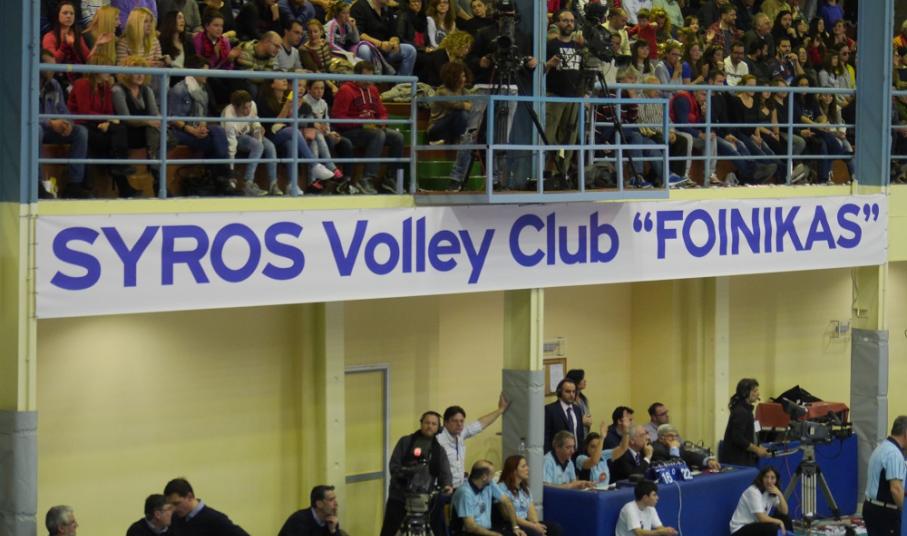 SYROS Volley Club “FOINIKAS”